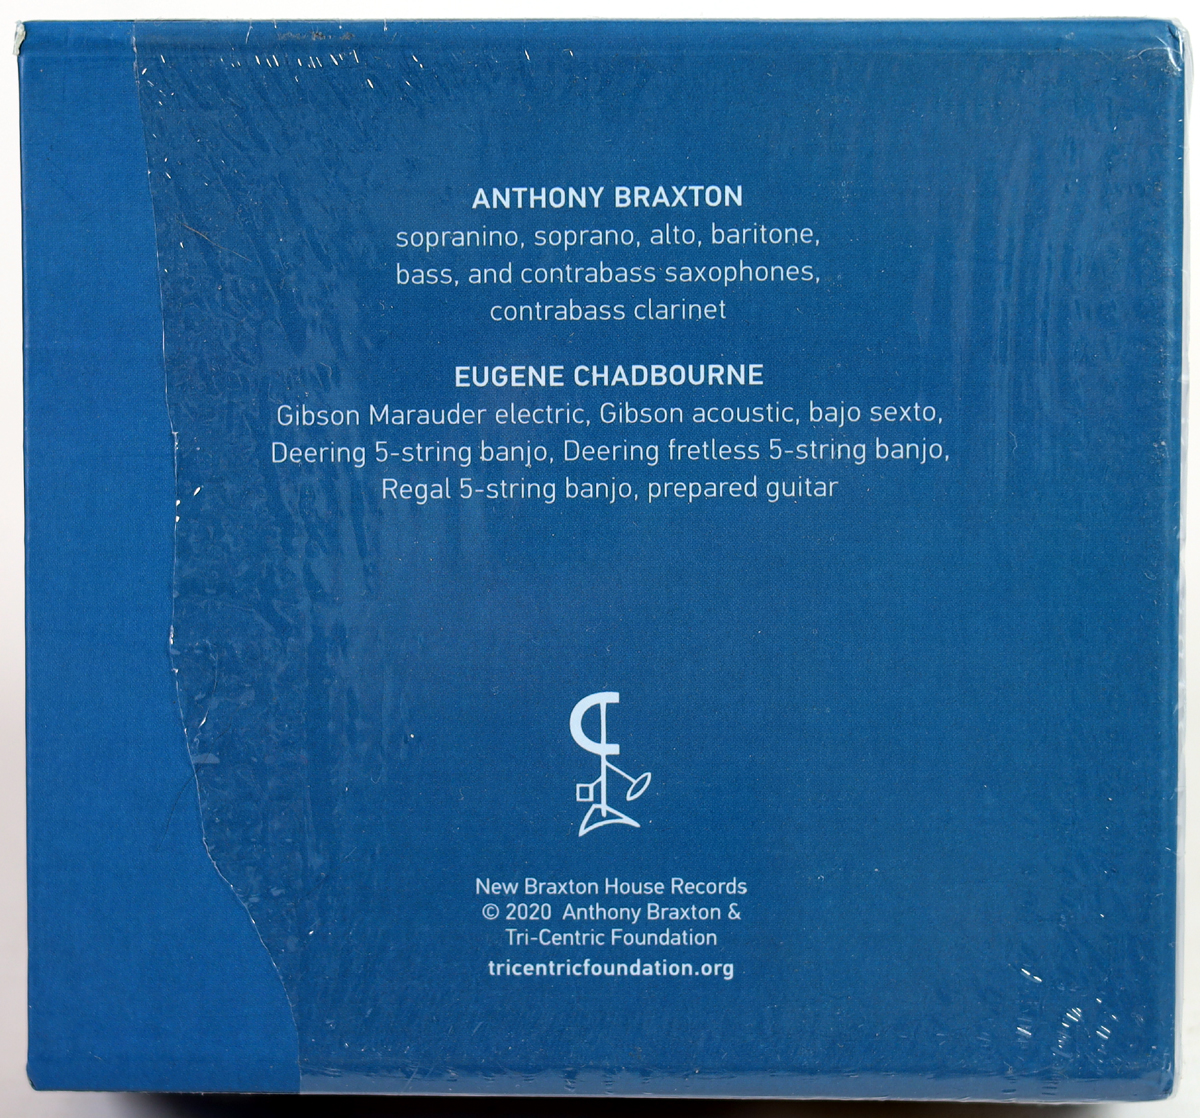 ANTHONY BRAXTON
sopranino, soprano, alto, baritone,
bass, and contrabass saxophones,
contrabass clarinet
EUGENE CHADBOURNE
Gibson Marauder electric, Gibson acoustic, bajo sexto,
Deering 5-string banjo, Deering fretless 5-string banjo,
Regal 5-string banjo, prepared guitar
New Braxton House Records
© 2020 Anthony Braxton &
Tri-Centric Foundation
tricentricfoundation.org